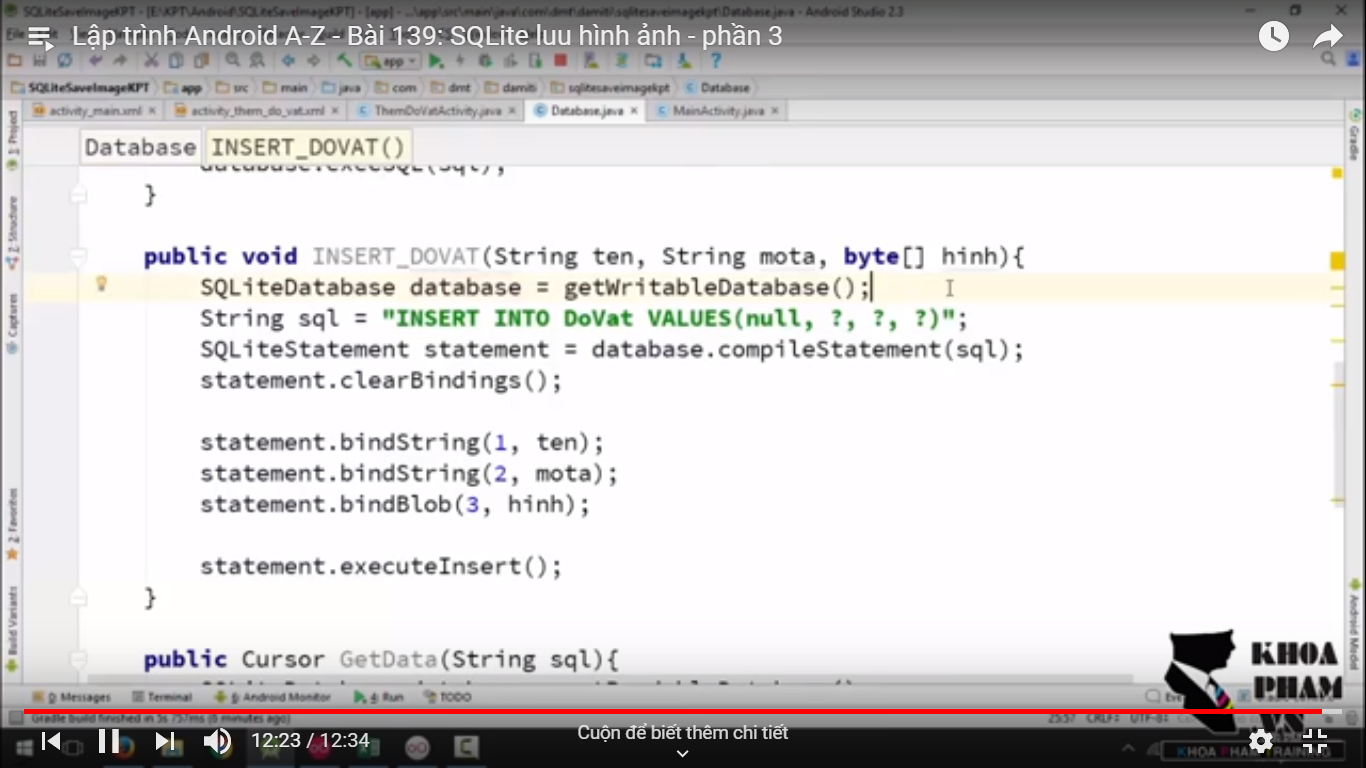 SQLiteSaveImageKPT - [E:\KPT\Android\SQLiteSaveImageKPT] - [app] - ...\app\src\main\java\com\dmt\damiti\sqlitesaveimagekpt\Database.java - Android Studio 2.3
Lập trình Android A-Z - Bài 139: SQLite lưu hình ảnh - phần 3
app
SQLiteSaveImageKPT app src main java com dmt damiti sqlitesaveimagekpt Database
activity_main.xml activity_them_do_vat.xml ThemDoVatActivity.java Database.java MainActivity.java
1: Project
Gradle
Database INSERT_DOVAT()
database.execSQL(sql);
}
7: Structure
public void INSERT_DOVAT(String ten, String mota, byte[] hinh){
SQLiteDatabase database = getWritableDatabase();
String sql = "INSERT INTO DoVat VALUES(null, ?, ?, ?)";
Captures
SQLiteStatement statement = database.compileStatement(sql);
statement.clearBindings();
statement.bindString(1, ten);
statement.bindString(2, mota);
statement.bindBlob(3, hinh);
2: Favorites
statement.executeInsert();
}
Build Variants
Android Model
public Cursor GetData(String sql){
KHOA
PHAM
0: Messages Terminal 6: Android Monitor 4: Run TODO
Gradle build finished in 5s 757ms (6 minutes ago)
25:57 CRLF: UTF-8:
12:23 / 12:34
Cuộn để biết thêm chi tiết
KHOA PHAM TRAINING